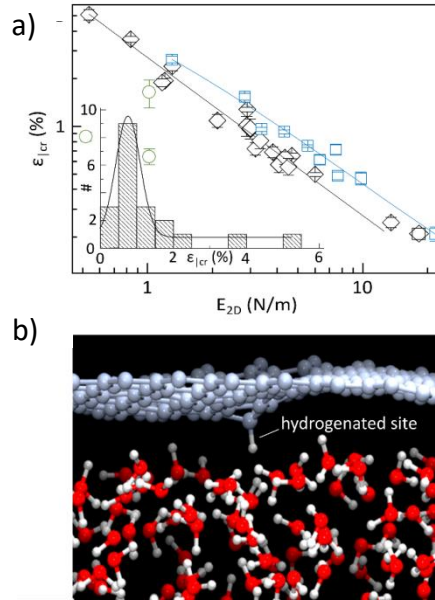 a)
ε|cr (%)
1
10
8
6
4
2
0
#
0
2
4
6
ε|cr (%)
1
10
E2D (N/m)
b)
hydrogenated site